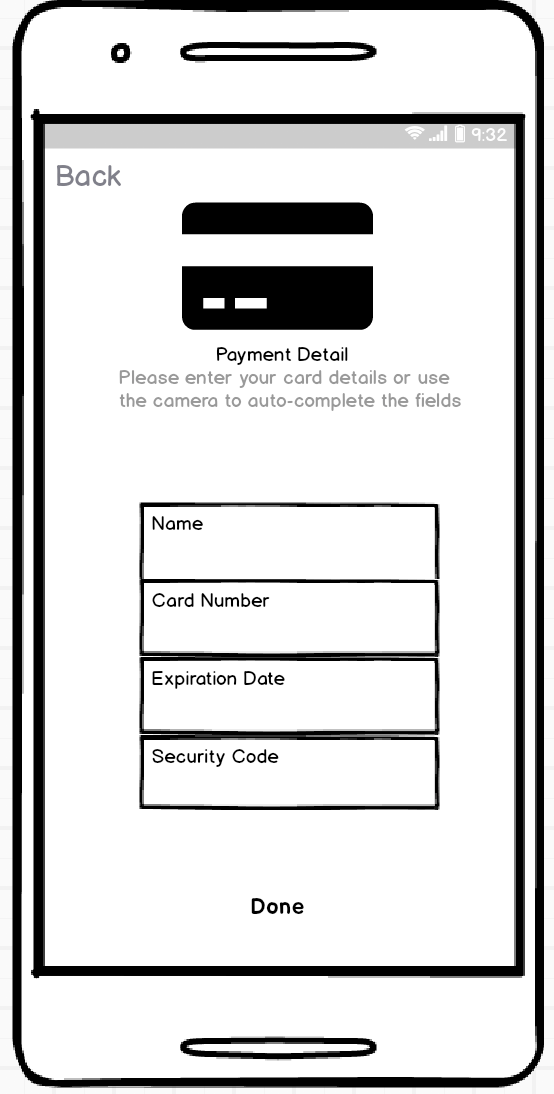 9:32
Back
Payment Detail
Please enter your card details or use
the camera to auto-complete the fields
Name
Card Number
Expiration Date
Security Code
Done